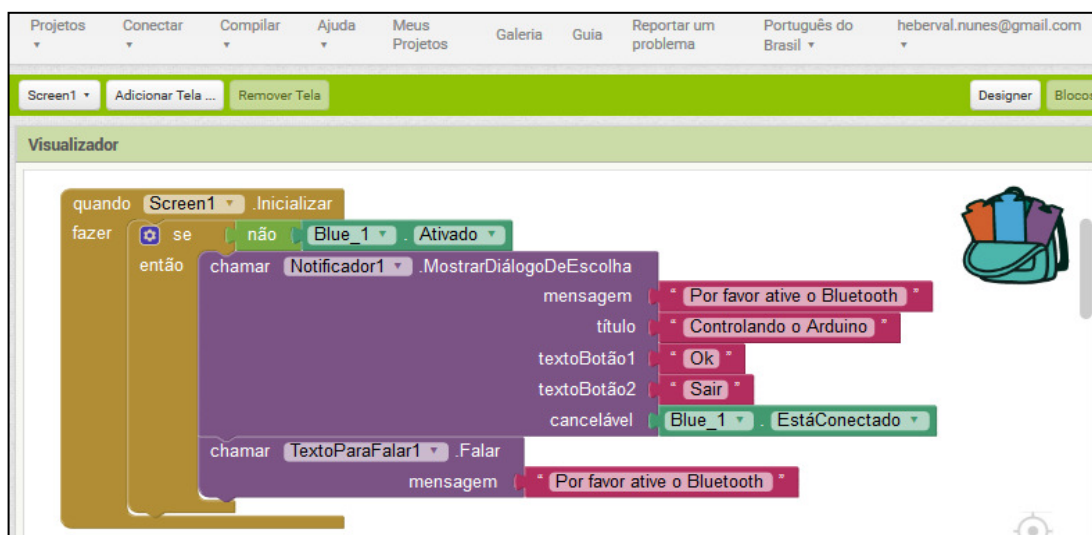 Projetos Conectar Compilar Ajuda Meus Projetos Galeria Guia Reportar um problema Português do Brasil heberval.nunes@gmail.com
Screen1 Adicionar Tela ... Remover Tela Designer Blocos
Visualizador
quando Screen1 .Inicializar
fazer se não Blue_1 . Ativado
então chamar Notificador1 .MostrarDiálogoDeEscolha
mensagem " Por favor ative o Bluetooth "
título " Controlando o Arduino "
textoBotão1 " Ok "
textoBotão2 " Sair "
cancelável Blue_1 . EstáConectado
chamar TextoParaFalar1 .Falar
mensagem " Por favor ative o Bluetooth "